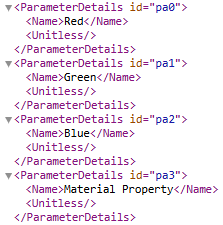 ▼<ParameterDetails id="pa0">
<Name>Red</Name>
<Unitless/>
</ParameterDetails>
▼<ParameterDetails id="pa1">
<Name>Green</Name>
<Unitless/>
</ParameterDetails>
▼<ParameterDetails id="pa2">
<Name>Blue</Name>
<Unitless/>
</ParameterDetails>
▼<ParameterDetails id="pa3">
<Name>Material Property</Name>
<Unitless/>
</ParameterDetails>